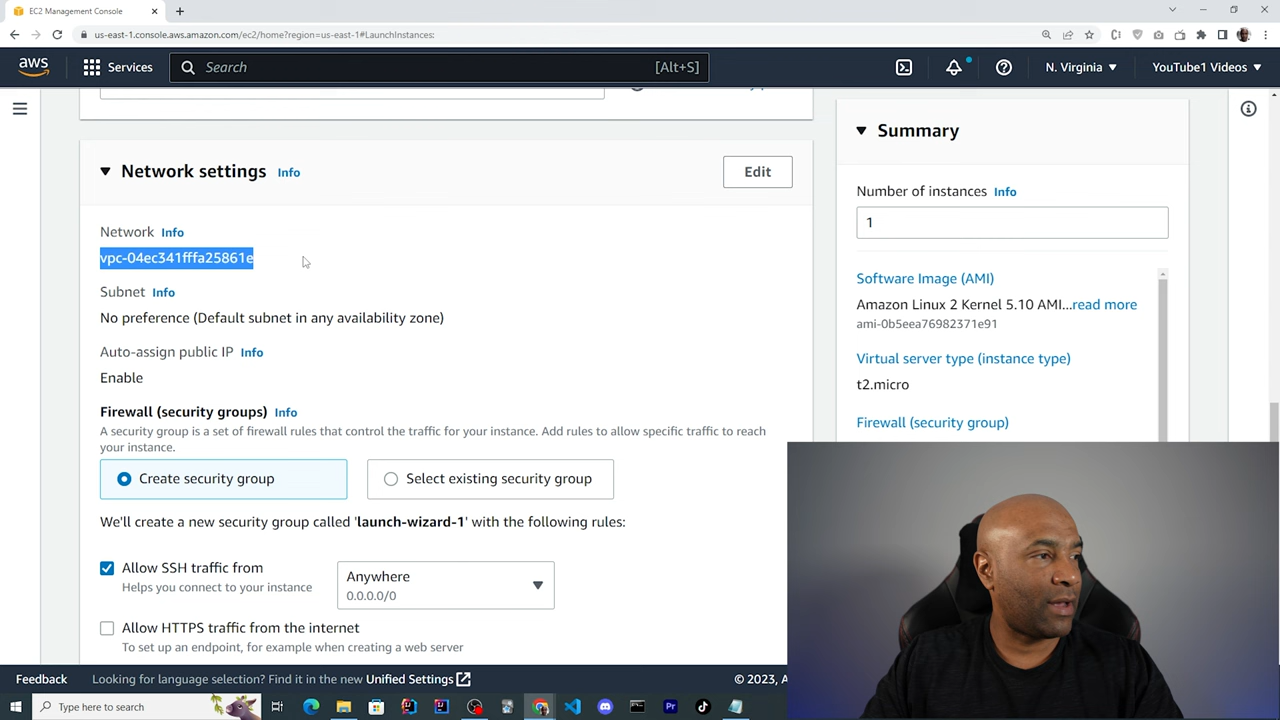 EC2 Management Console
us-east-1.console.aws.amazon.com/ec2/home?region=us-east-1#LaunchInstances:
aws
Services
Search
[Alt+S]
N. Virginia
YouTube1 Videos
Network settings Info
Edit
Network Info
vpc-04ec341fffa25861e
Subnet Info
No preference (Default subnet in any availability zone)
Auto-assign public IP Info
Enable
Firewall (security groups) Info
A security group is a set of firewall rules that control the traffic for your instance. Add rules to allow specific traffic to reach
your instance.
Create security group
Select existing security group
We'll create a new security group called 'launch-wizard-1' with the following rules:
Allow SSH traffic from
Helps you connect to your instance
Anywhere
0.0.0.0/0
Allow HTTPS traffic from the internet
To set up an endpoint, for example when creating a web server
Summary
Number of instances Info
1
Software Image (AMI)
Amazon Linux 2 Kernel 5.10 AMI...read more
ami-0b5eea76982371e91
Virtual server type (instance type)
t2.micro
Firewall (security group)
Feedback
Looking for language selection? Find it in the new Unified Settings
© 2023, A
Type here to search
Pr